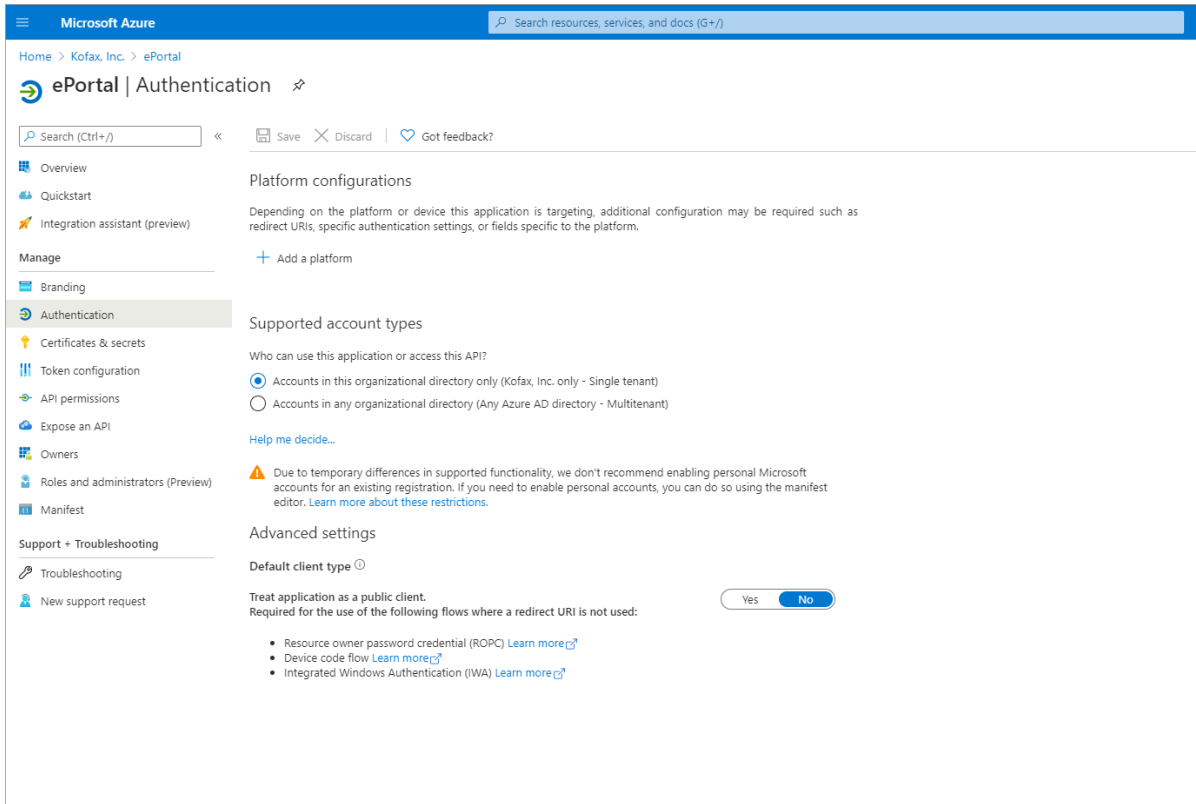 Microsoft Azure
Search resources, services, and docs (G+/)
Home > Kofax, Inc. > ePortal
ePortal | Authentication
Search (Ctrl+/)
«
Save
Discard
Got feedback?
Overview
Quickstart
Integration assistant (preview)
Manage
Branding
Authentication
Certificates & secrets
Token configuration
API permissions
Expose an API
Owners
Roles and administrators (Preview)
Manifest
Support + Troubleshooting
Troubleshooting
New support request
Platform configurations
Depending on the platform or device this application is targeting, additional configuration may be required such as
redirect URIs, specific authentication settings, or fields specific to the platform.
+ Add a platform
Supported account types
Who can use this application or access this API?
Accounts in this organizational directory only (Kofax, Inc. only - Single tenant)
Accounts in any organizational directory (Any Azure AD directory - Multitenant)
Help me decide...
Due to temporary differences in supported functionality, we don't recommend enabling personal Microsoft
accounts for an existing registration. If you need to enable personal accounts, you can do so using the manifest
editor. Learn more about these restrictions.
Advanced settings
Default client type
Treat application as a public client.
Required for the use of the following flows where a redirect URI is not used:
Yes No
• Resource owner password credential (ROPC) Learn more
• Device code flow Learn more
• Integrated Windows Authentication (IWA) Learn more